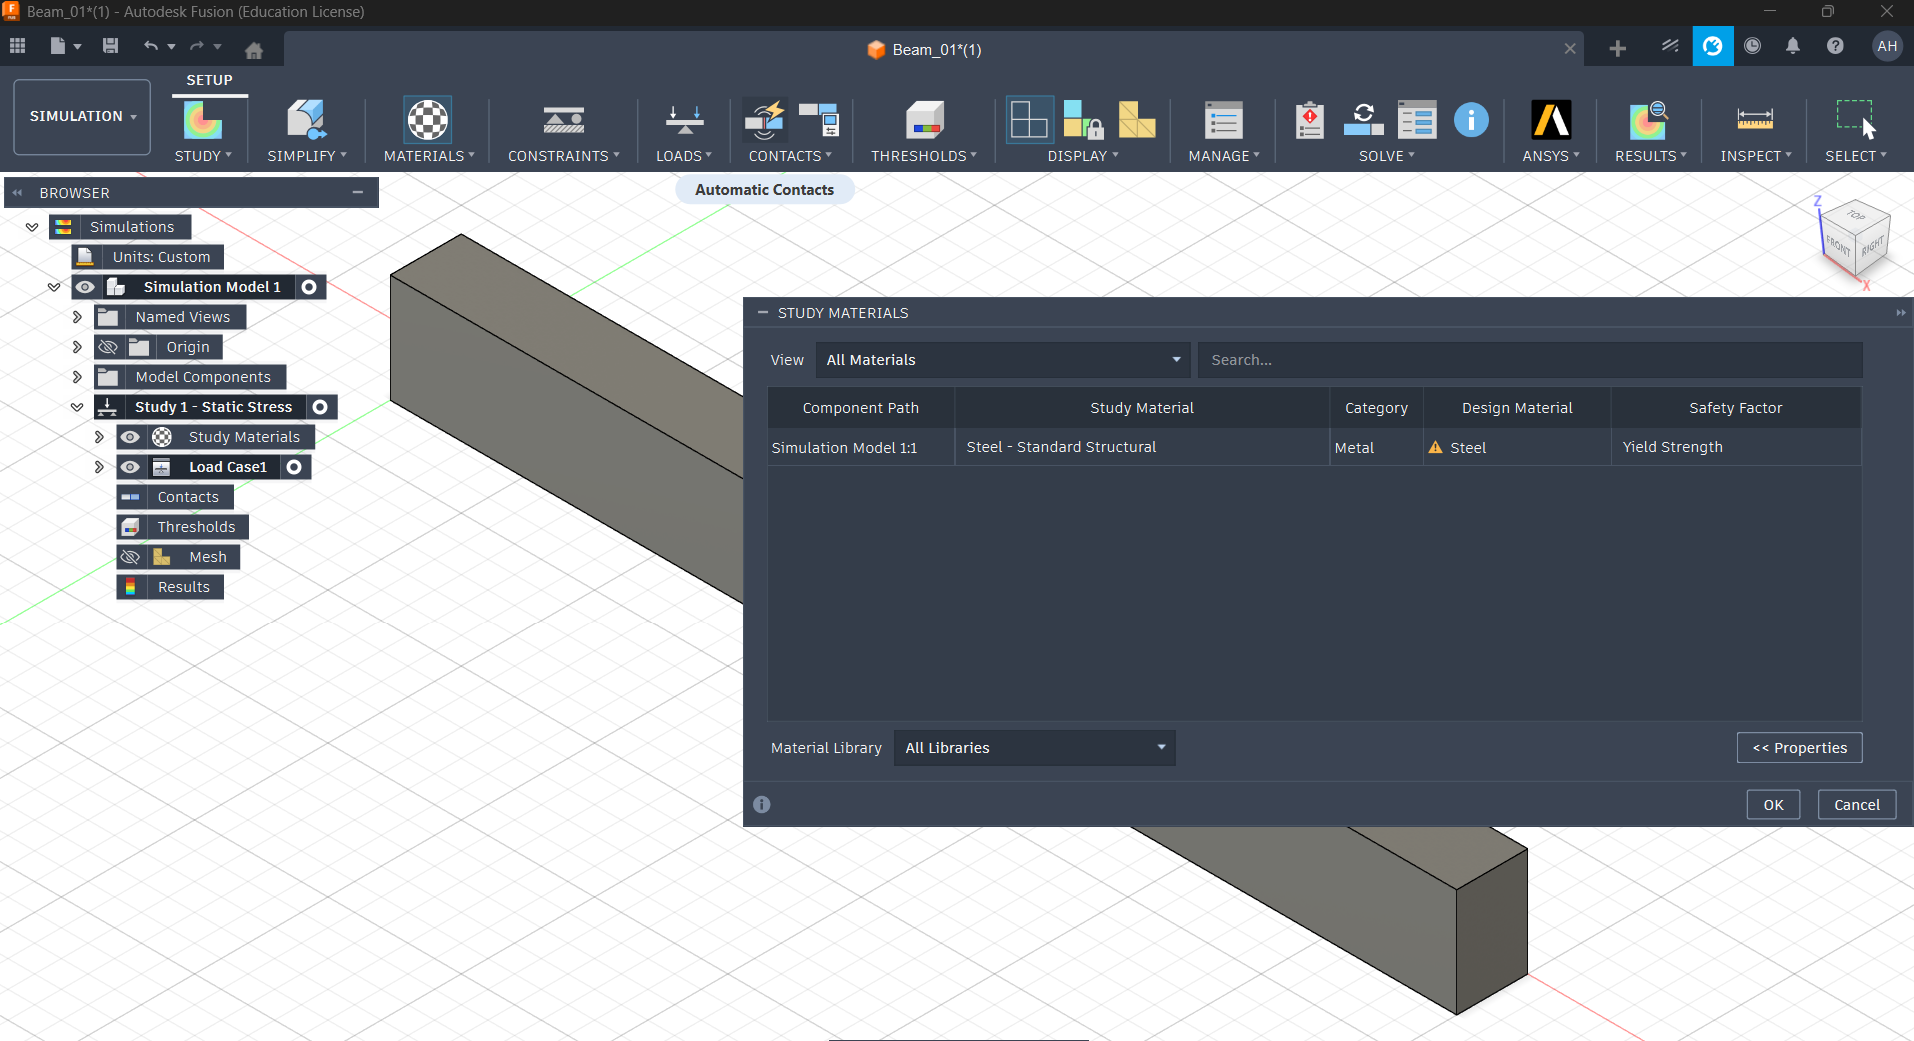 Beam_01*(1) - Autodesk Fusion (Education License)
Beam_01*(1)
AH
SIMULATION
SETUP
STUDY
SIMPLIFY
MATERIALS
CONSTRAINTS
LOADS
CONTACTS
THRESHOLDS
DISPLAY
MANAGE
SOLVE
ANSYS
RESULTS
INSPECT
SELECT
BROWSER
Automatic Contacts
Simulations
Units: Custom
Simulation Model 1
Named Views
Origin
Model Components
Study 1 - Static Stress
Study Materials
Load Case1
Contacts
Thresholds
Mesh
Results
Z
TOP
FRONT
RIGHT
X
STUDY MATERIALS
View All Materials Search...
Component Path Study Material Category Design Material Safety Factor
Simulation Model 1:1 Steel - Standard Structural Metal Steel Yield Strength
Material Library All Libraries << Properties
OK Cancel